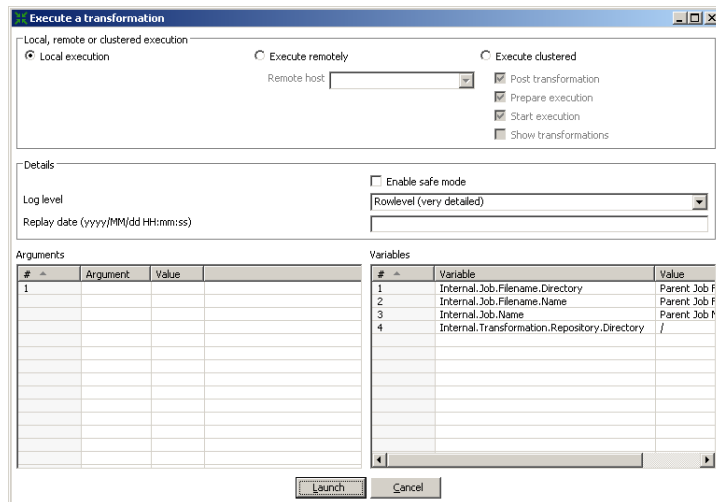 Execute a transformation
Local, remote or clustered execution
Local execution
Execute remotely
Execute clustered
Remote host
Post transformation
Prepare execution
Start execution
Show transformations
Details
Enable safe mode
Log level
Rowlevel (very detailed)
Replay date (yyyy/MM/dd HH:mm:ss)
Arguments
# Argument Value
1
Variables
# Variable Value
1 Internal.Job.Filename.Directory Parent Job F
2 Internal.Job.Filename.Name Parent Job F
3 Internal.Job.Name Parent Job N
4 Internal.Transformation.Repository.Directory /
Launch Cancel